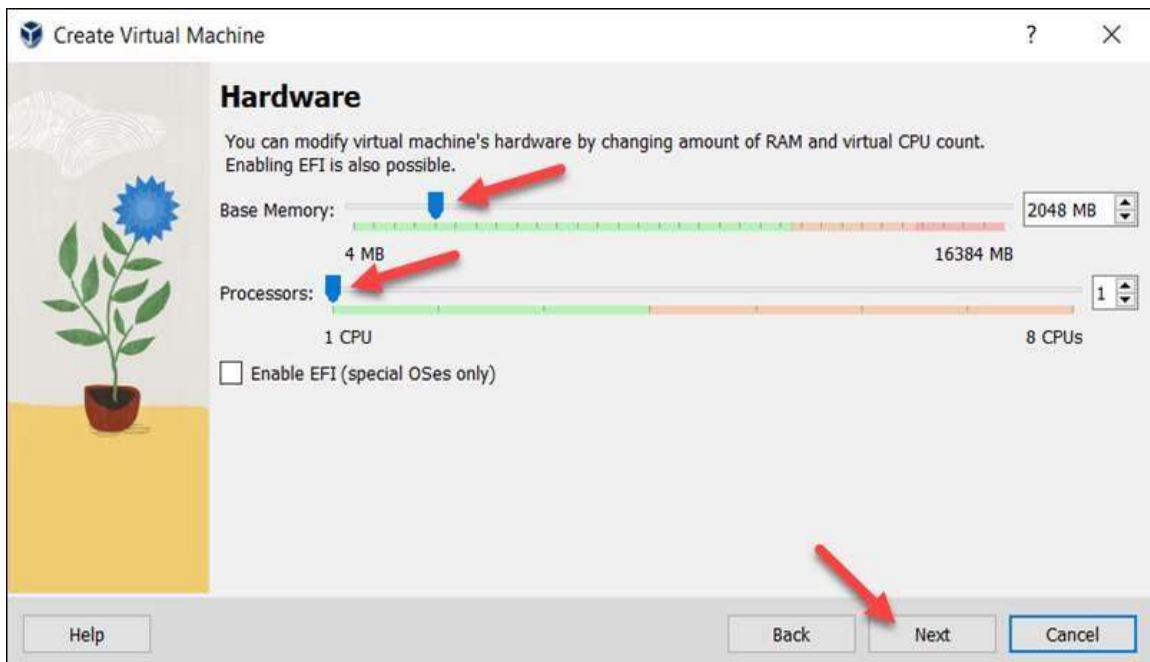 Create Virtual Machine
?
Hardware
You can modify virtual machine's hardware by changing amount of RAM and virtual CPU count.
Enabling EFI is also possible.
Base Memory: 2048 MB
4 MB 16384 MB
Processors: 1
1 CPU 8 CPUs
Enable EFI (special OSes only)
Help Back Next Cancel